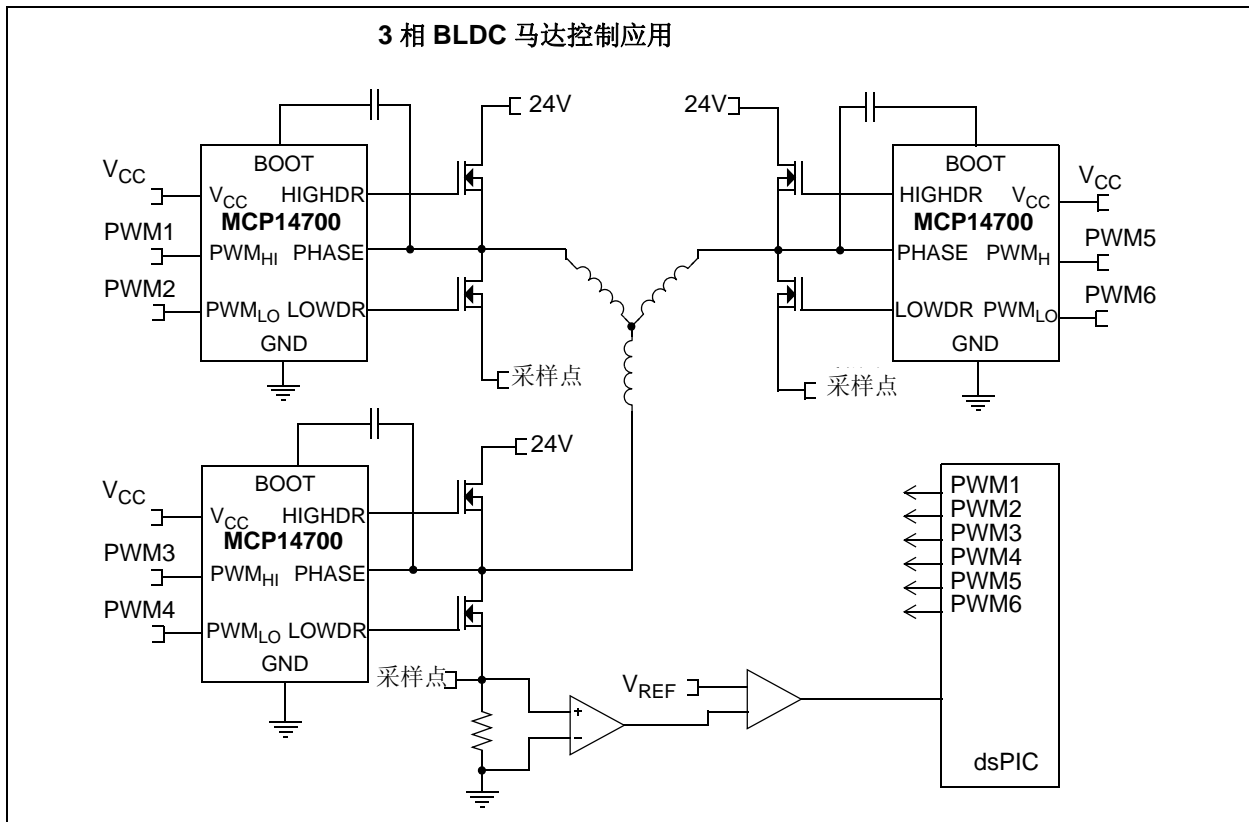 3 相 BLDC 马达控制应用
24V
BOOT
VCC
VCC
HIGHDR
MCP14700
PWM1
PWMHI
PHASE
PWM2
PWMLO
LOWDR
GND
采样点
24V
BOOT
HIGHDR
VCC
VCC
MCP14700
PHASE
PWMH
PWM5
LOWDR
PWMLO
PWM6
GND
采样点
24V
BOOT
VCC
VCC
HIGHDR
MCP14700
PWM3
PWMHI
PHASE
PWM4
PWMLO
LOWDR
GND
采样点
+
−
VREF
PWM1
PWM2
PWM3
PWM4
PWM5
PWM6
dsPIC